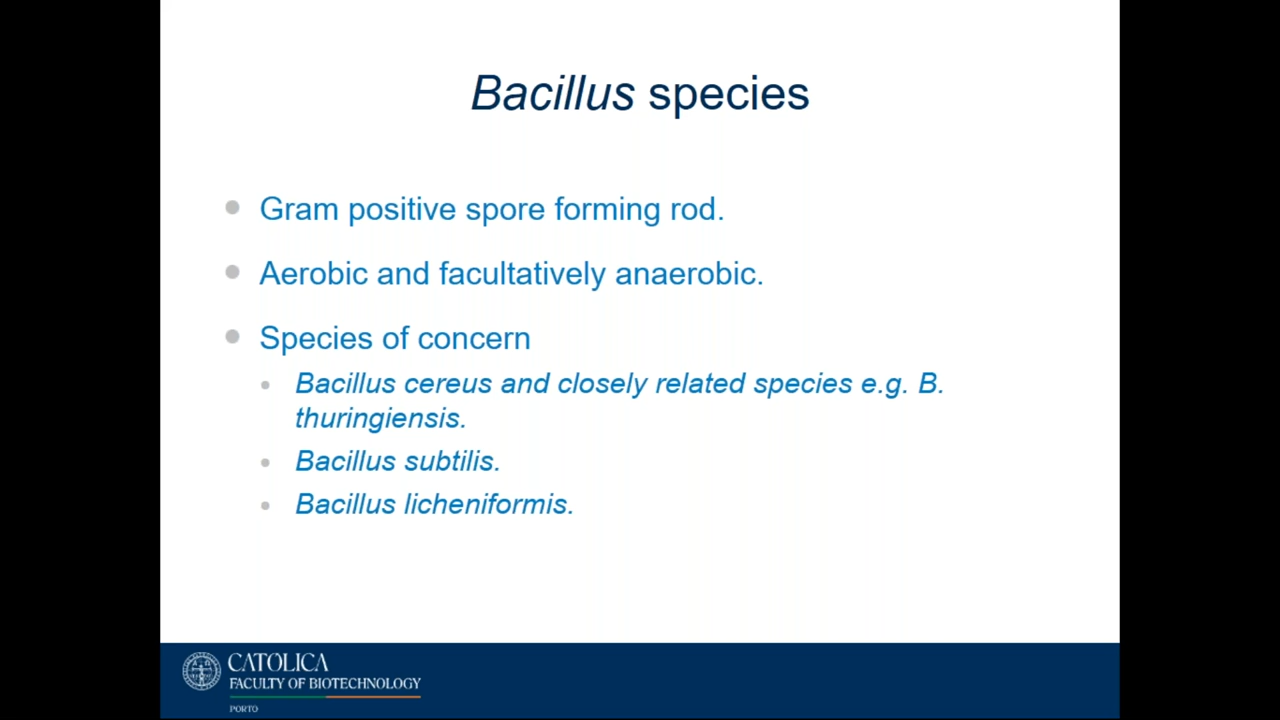 Bacillus species
Gram positive spore forming rod.
Aerobic and facultatively anaerobic.
Species of concern
Bacillus cereus and closely related species e.g. B.
thuringiensis.
Bacillus subtilis.
Bacillus licheniformis.
CATOLICA
FACULTY OF BIOTECHNOLOGY
PORTO